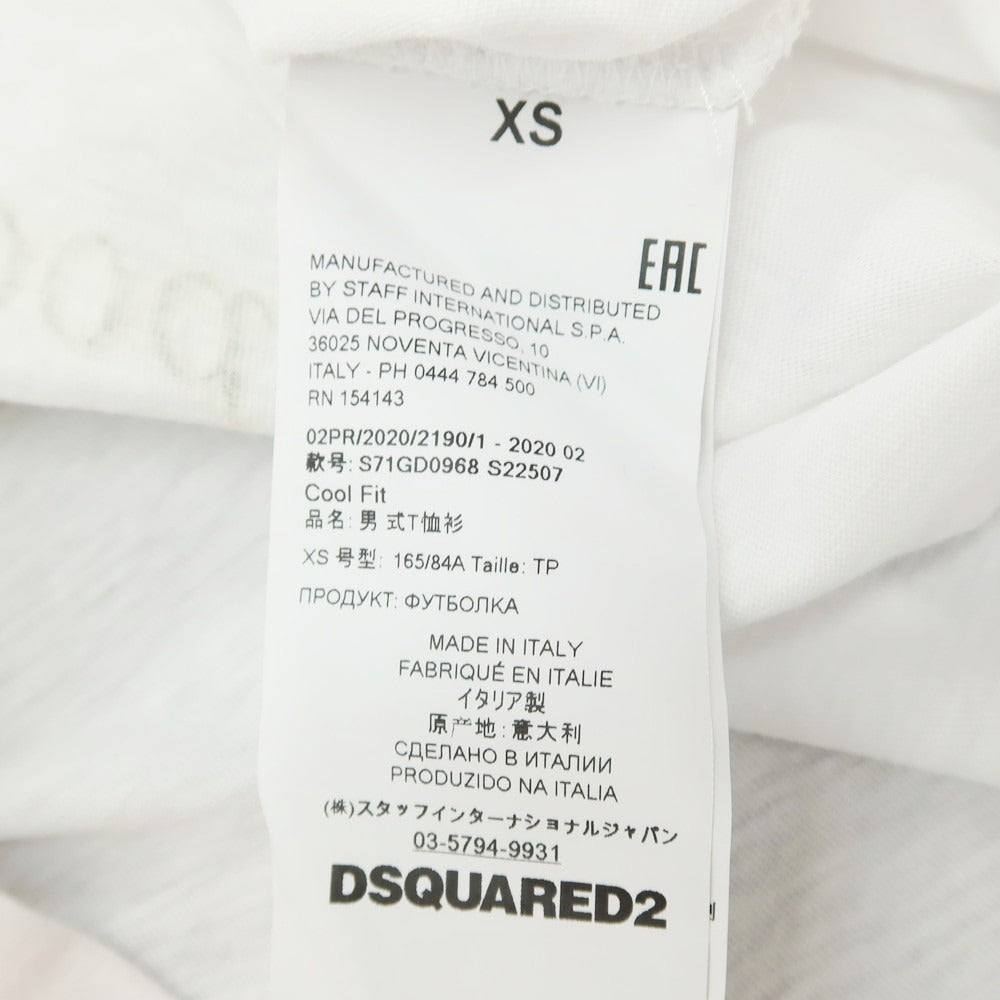 XS
EAC
MANUFACTURED AND DISTRIBUTED
BY STAFF INTERNATIONAL S.P.A.
VIA DEL PROGRESSO, 10
36025 NOVENTA VICENTINA (VI)
ITALY - PH 0444 784 500
RN 154143
02PR/2020/2190/1 - 2020 02
款号: S71GD0968 S22507
Cool Fit
品名: 男式T恤衫
XS 号型: 165/84A Taille: TP
ПРОДУКТ: ФУТБОЛКА
MADE IN ITALY
FABRIQUÉ EN ITALIE
イタリア製
原产地: 意大利
СДЕЛАНО В ИТАЛИИ
PRODUZIDO NA ITALIA
(株)スタッフインターナショナルジャパン
03-5794-9931
DSQUARED2